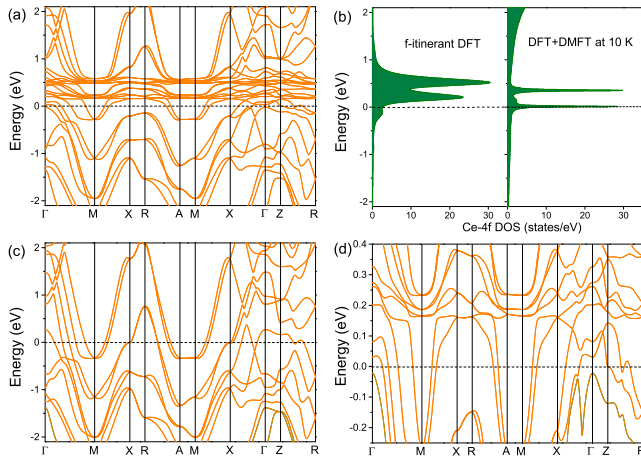 (a)
Energy (eV)
2
1
0
-1
-2
Γ M X R A M X Γ Z R
(b)
f-itinerant DFT
DFT+DMFT at 10 K
Energy (eV)
2
1
0
-1
-2
0 10 20 30 0 10 20 30
Ce-4f DOS (states/eV)
(c)
Energy (eV)
2
1
0
-1
-2
Γ M X R A M X Γ Z R
(d)
Energy (eV)
0.4
0.3
0.2
0.1
0.0
-0.1
-0.2
Γ M X R A M X Γ Z R